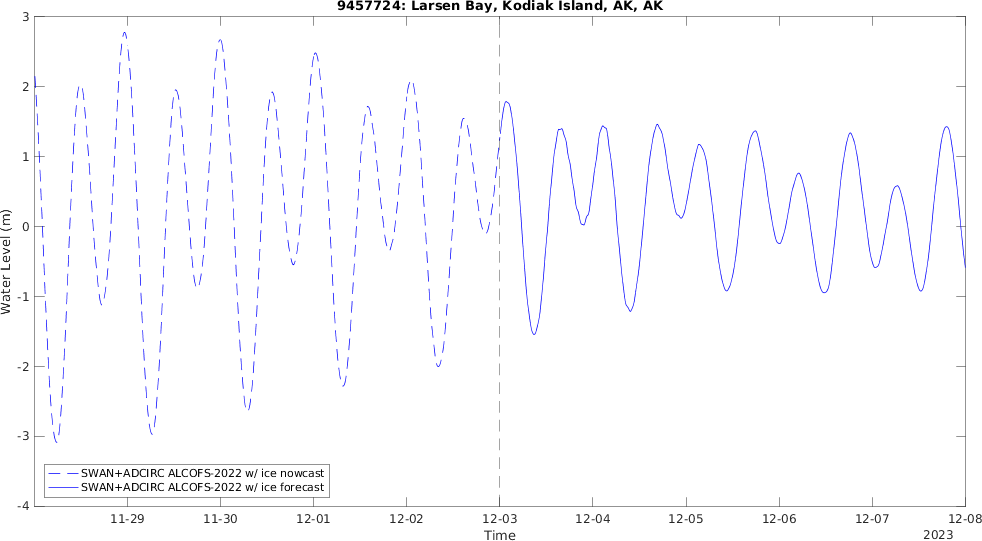 9457724: Larsen Bay, Kodiak Island, AK, AK
Water Level (m)
3
2
1
0
-1
-2
-3
-4
SWAN+ADCIRC ALCOFS-2022 w/ ice nowcast
SWAN+ADCIRC ALCOFS-2022 w/ ice forecast
11-29 11-30 12-01 12-02 12-03 12-04 12-05 12-06 12-07 12-08
Time
2023